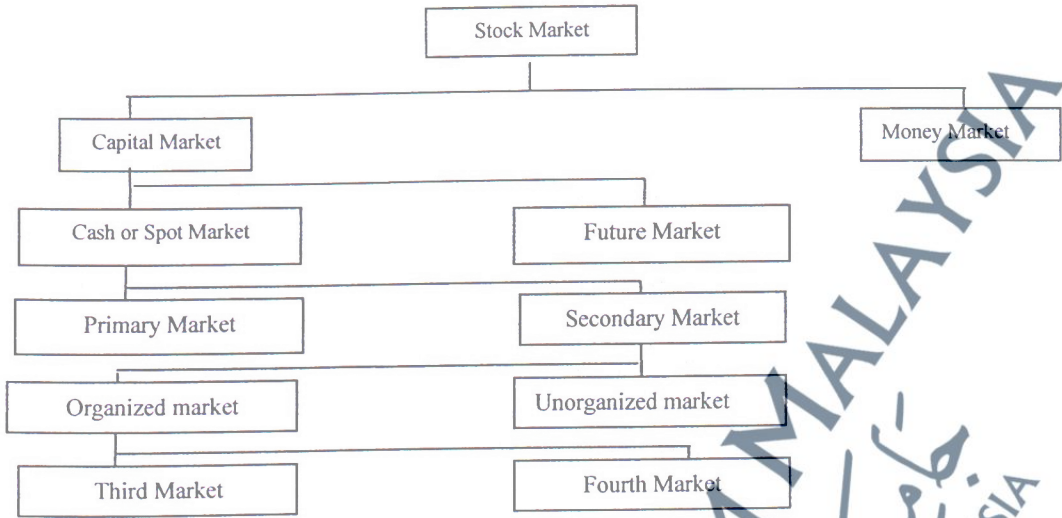 Stock Market
Capital Market
Money Market
Cash or Spot Market
Future Market
Primary Market
Secondary Market
Organized market
Unorganized market
Third Market
Fourth Market
MALAYSIA